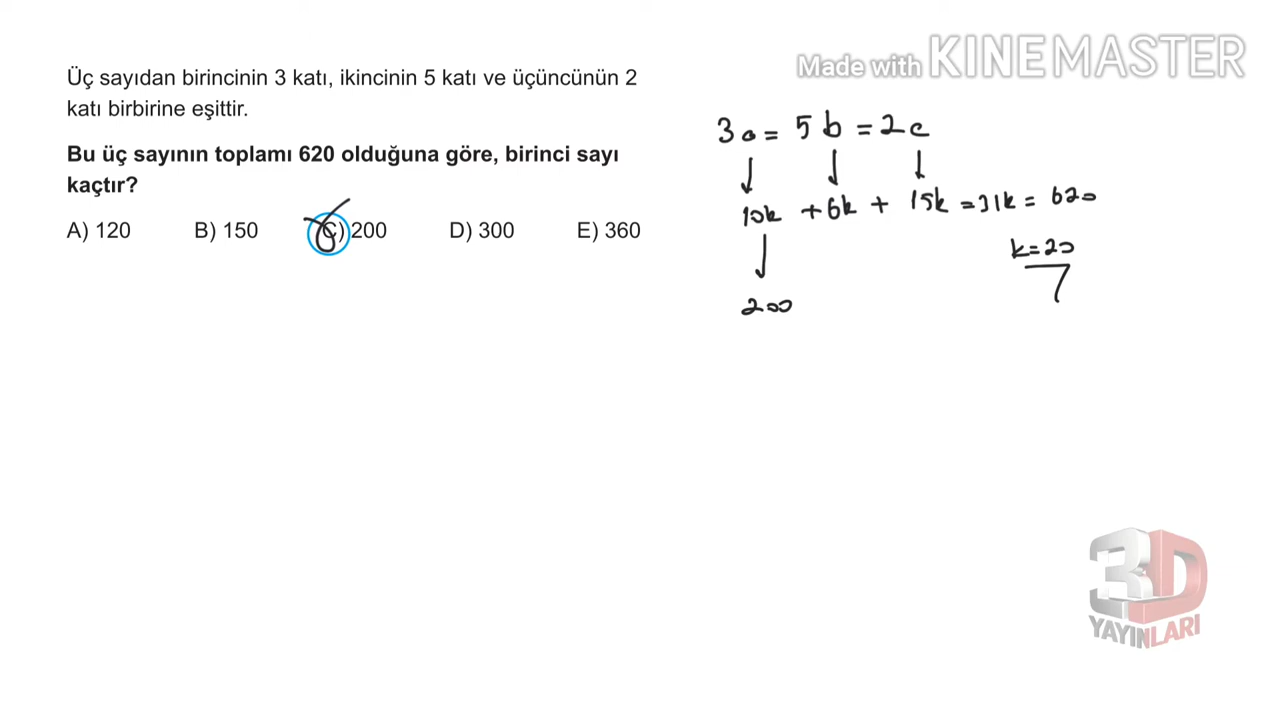 Made with KINEMASTER
Üç sayıdan birincinin 3 katı, ikincinin 5 katı ve üçüncünün 2
katı birbirine eşittir.
Bu üç sayının toplamı 620 olduğuna göre, birinci sayı
kaçtır?
A) 120 B) 150 C) 200 D) 300 E) 360
3a = 5b = 2c
10k + 6k + 15k = 31k = 620
k = 20
200
3D
YAYINLARI